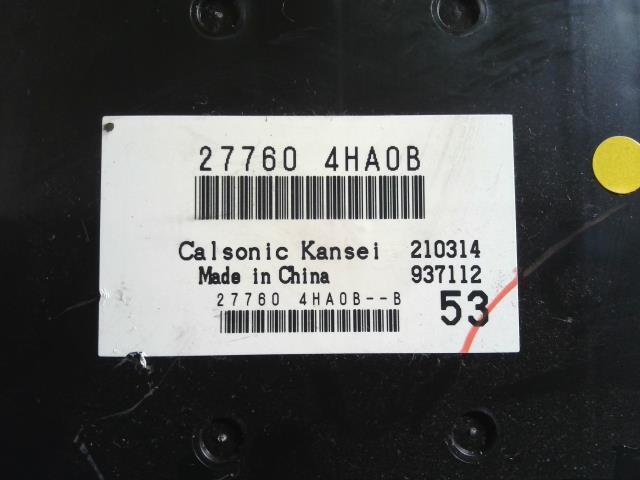 27760 4HA0B
Calsonic Kansei 210314
Made in China 937112
27760 4HA0B--B 53